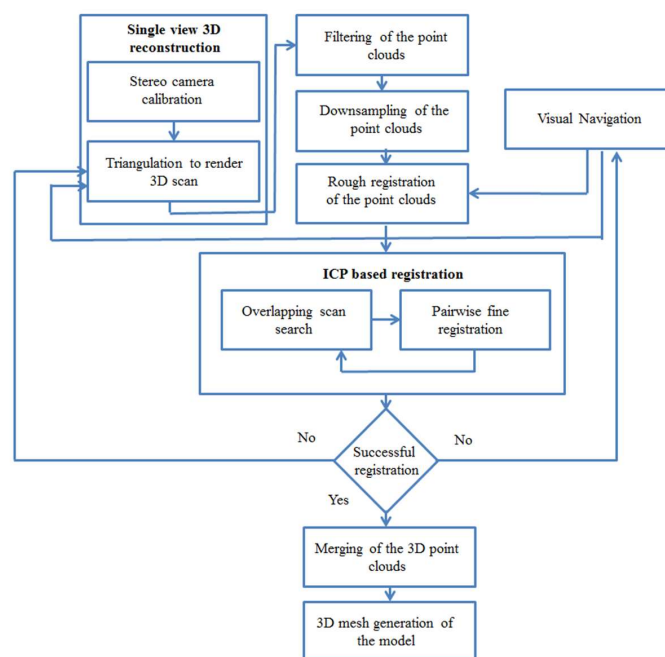 Single view 3D
reconstruction
Stereo camera
calibration
Triangulation to render
3D scan
Filtering of the point
clouds
Downsampling of the
point clouds
Rough registration
of the point clouds
Visual Navigation
ICP based registration
Overlapping scan
search
Pairwise fine
registration
No
Successful
registration
No
Yes
Merging of the 3D point
clouds
3D mesh generation of
the model